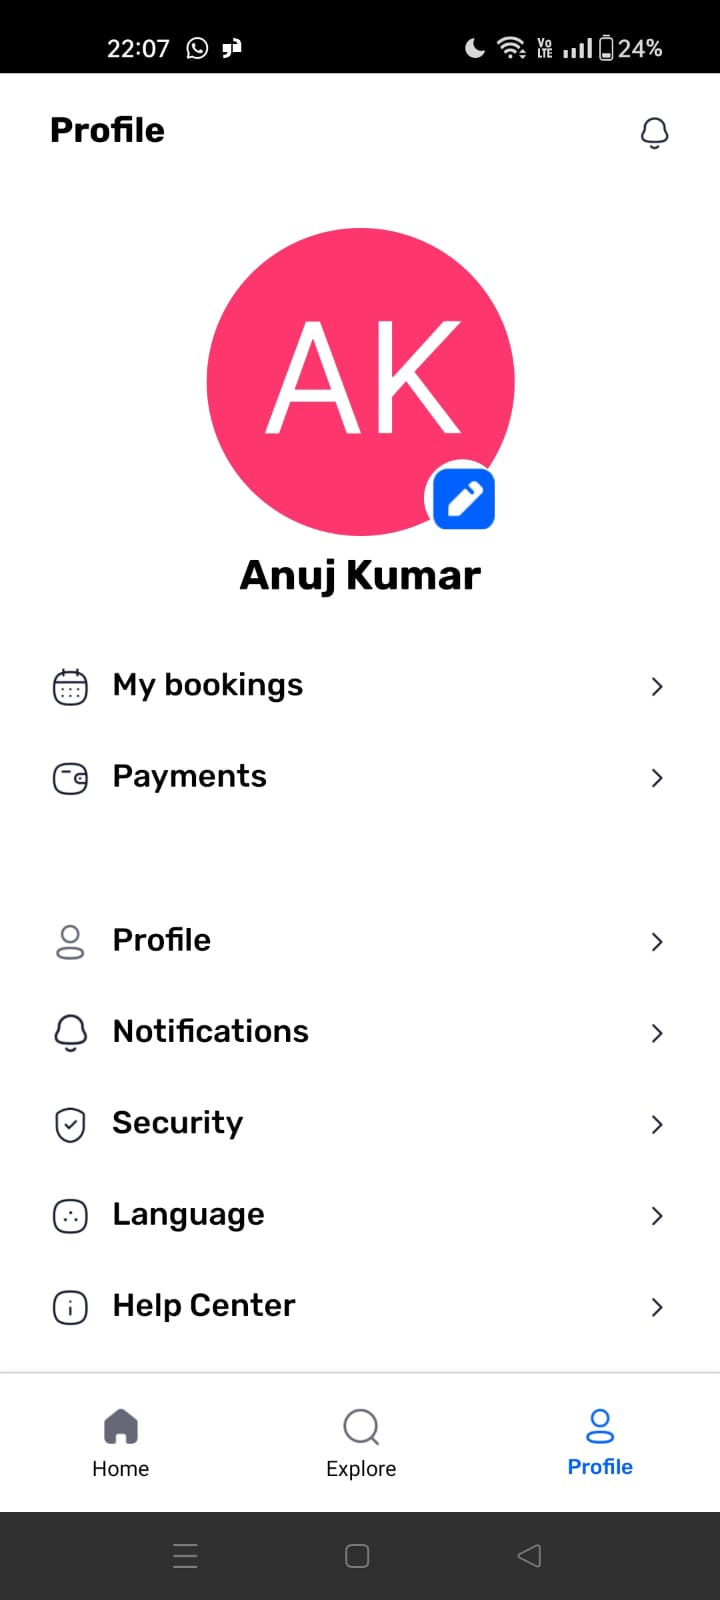 22:07 Vo LTE 24%
Profile
AK
Anuj Kumar
My bookings
Payments
Profile
Notifications
Security
Language
Help Center
Home Explore Profile